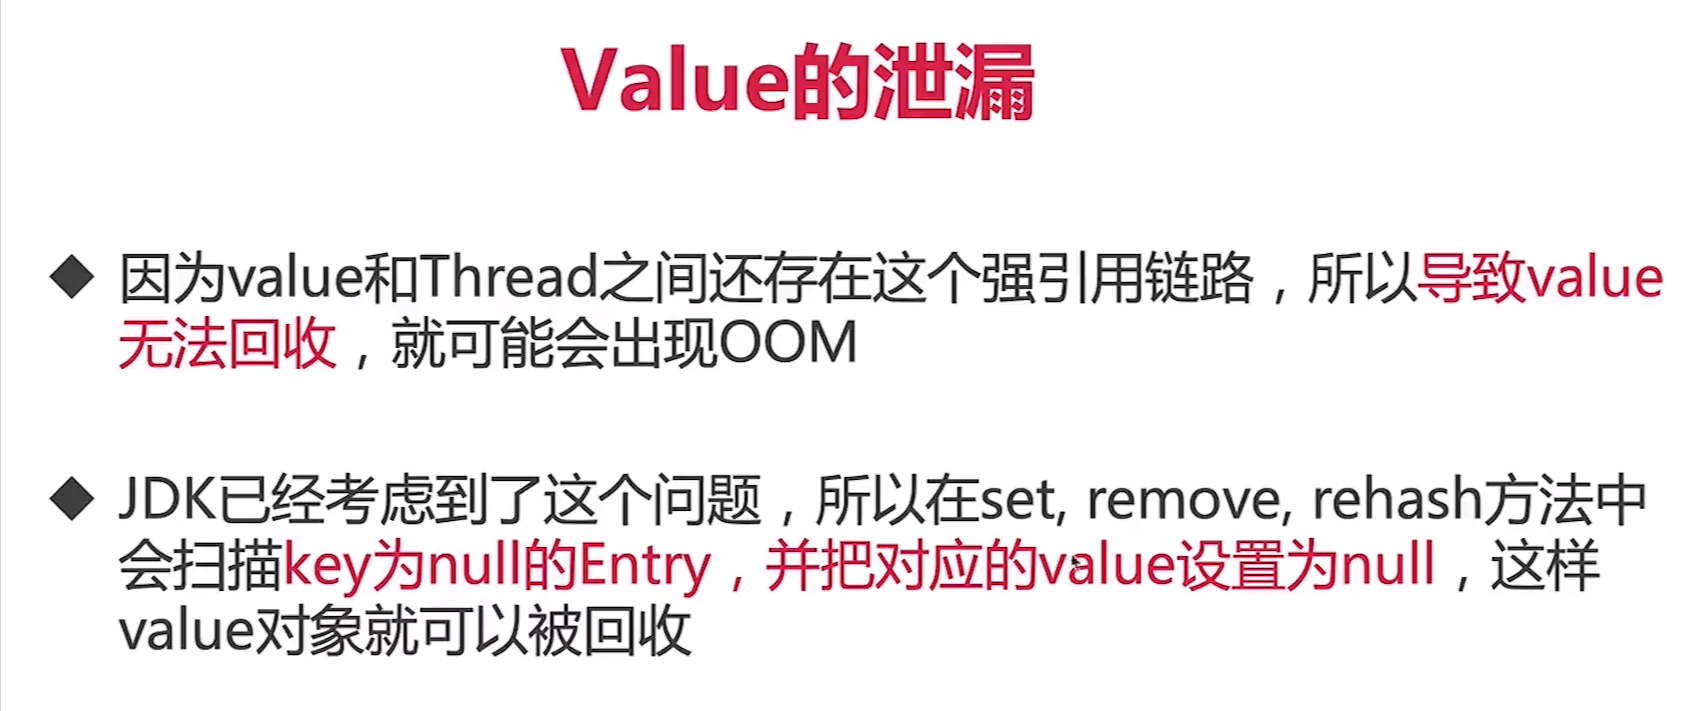 Value的泄漏
◆ 因为value和Thread之间还存在这个强引用链路，所以导致value
无法回收，就可能会出现OOM
◆ JDK已经考虑到了这个问题，所以在set, remove, rehash方法中
会扫描key为null的Entry，并把对应的value设置为null，这样
value对象就可以被回收